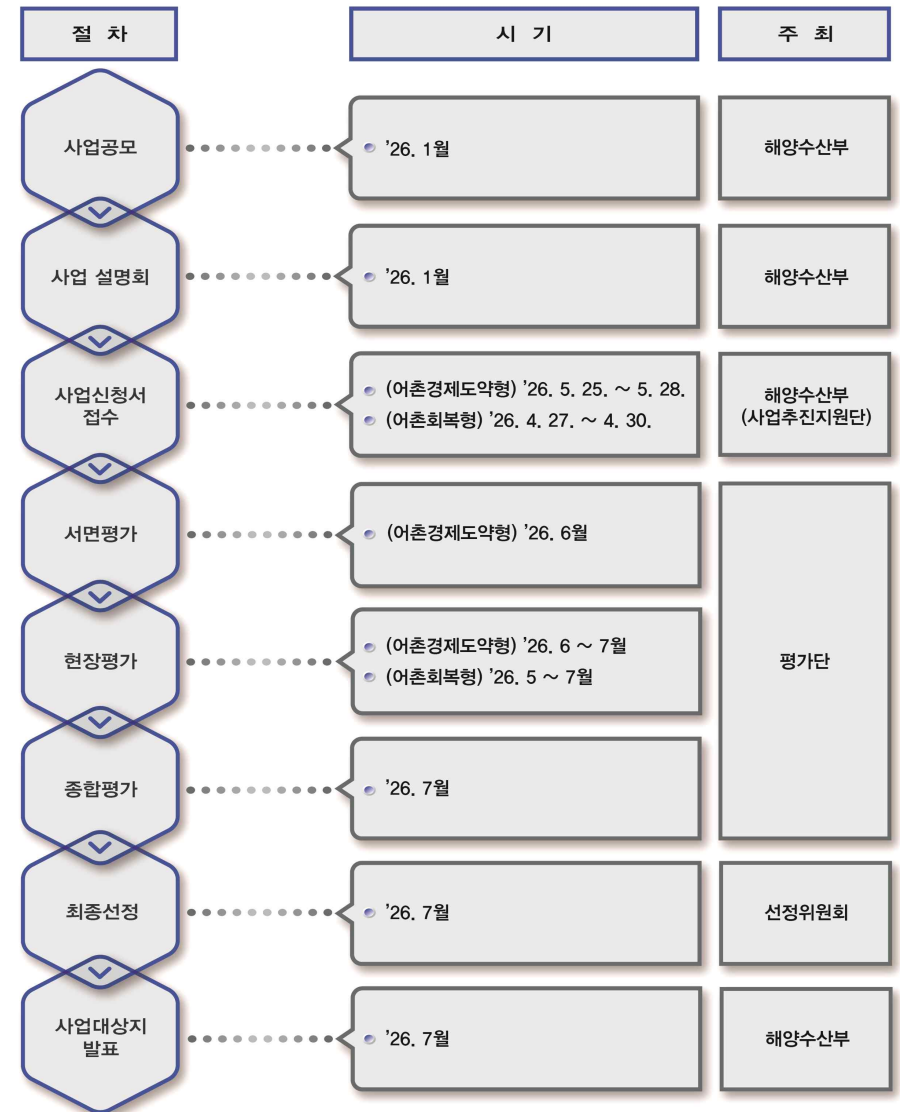 절 차
시 기
주 최
사업공모
’26. 1월
해양수산부
사업 설명회
’26. 1월
해양수산부
사업신청서
접수
(어촌경제도약형) ’26. 5. 25. ~ 5. 28.
(어촌회복형) ’26. 4. 27. ~ 4. 30.
해양수산부
(사업추진지원단)
서면평가
(어촌경제도약형) ’26. 6월
현장평가
(어촌경제도약형) ’26. 6 ~ 7월
(어촌회복형) ’26. 5 ~ 7월
평가단
종합평가
’26. 7월
최종선정
’26. 7월
선정위원회
사업대상지
발표
’26. 7월
해양수산부